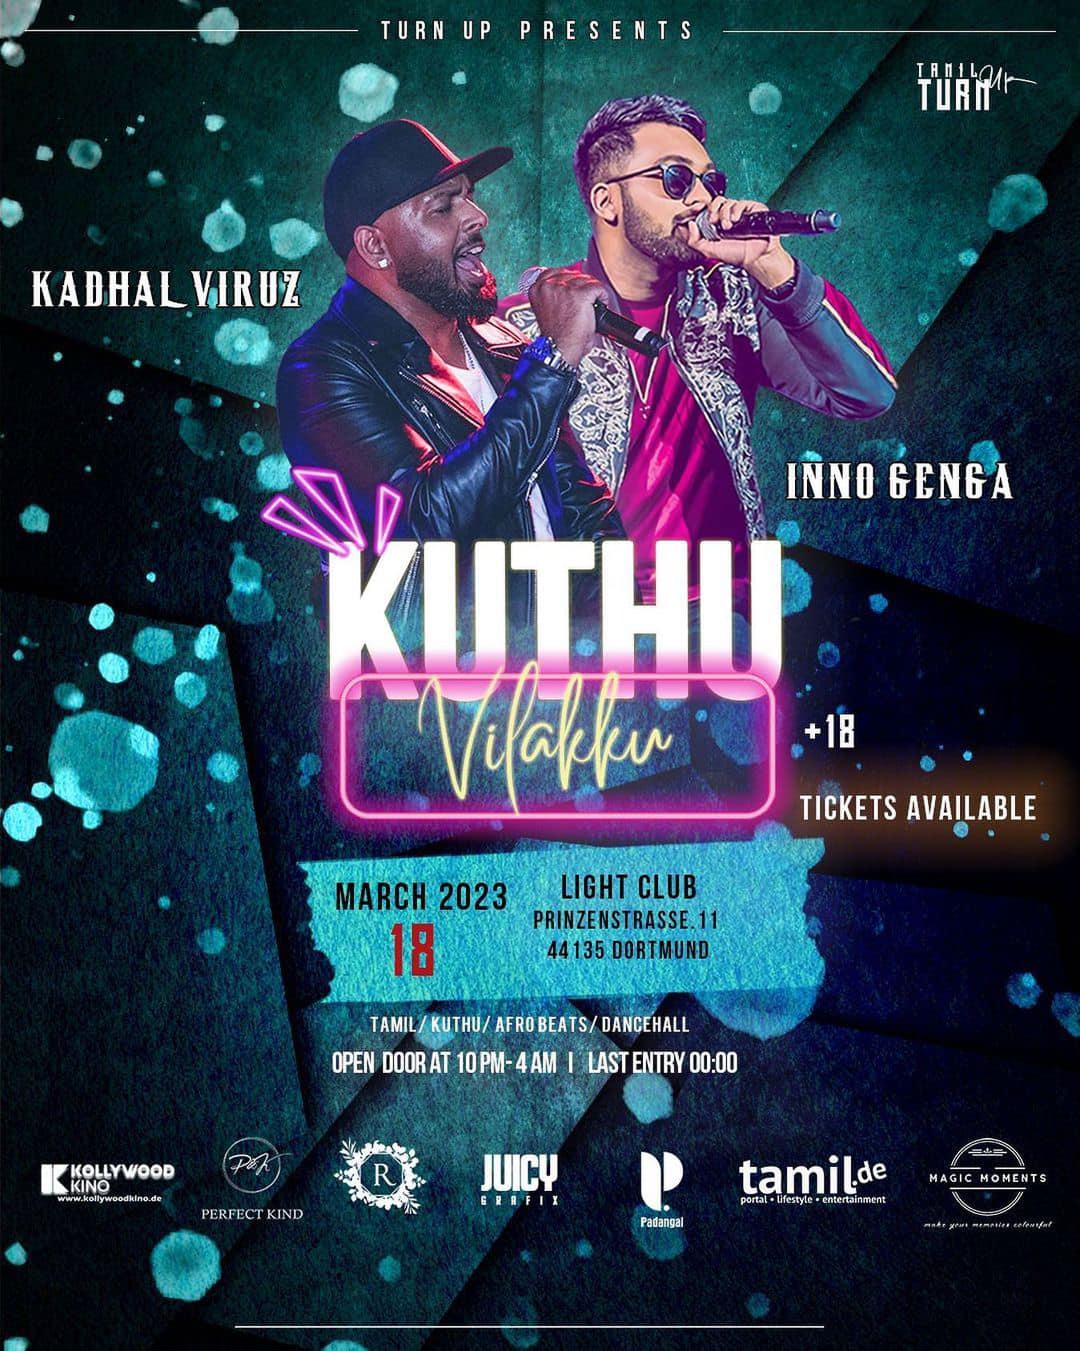 TURN UP PRESENTS
TAMIL
TURN Up
KADHAL VIRUZ
INNO GENGA
KUTHU
Vilakku
+18
TICKETS AVAILABLE
MARCH 2023
18
LIGHT CLUB
PRINZENSTRASSE.11
44135 DORTMUND
TAMIL/ KUTHU/ AFRO BEATS/ DANCEHALL
OPEN DOOR AT 10 PM- 4 AM I LAST ENTRY 00:00
KOLLYWOOD
KINO
www.kollywoodkino.de
P&K
PERFECT KIND
R
JUICY
GRAFIX
Padangal
tamil.de
portal • lifestyle • entertainment
MAGIC MOMENTS
make your memories colourful